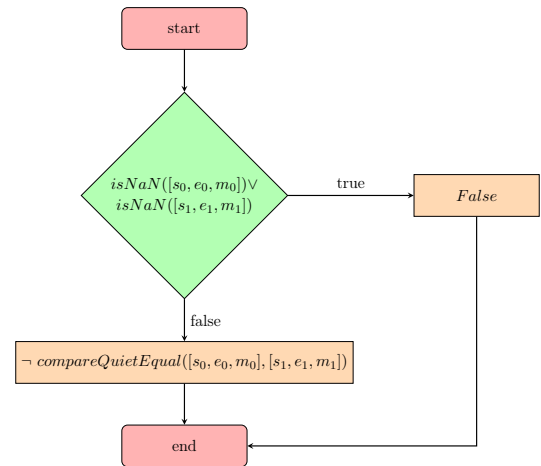 start
isNaN([s₀, e₀, m₀])∨
isNaN([s₁, e₁, m₁])
true
False
false
¬ compareQuietEqual([s₀, e₀, m₀], [s₁, e₁, m₁])
end